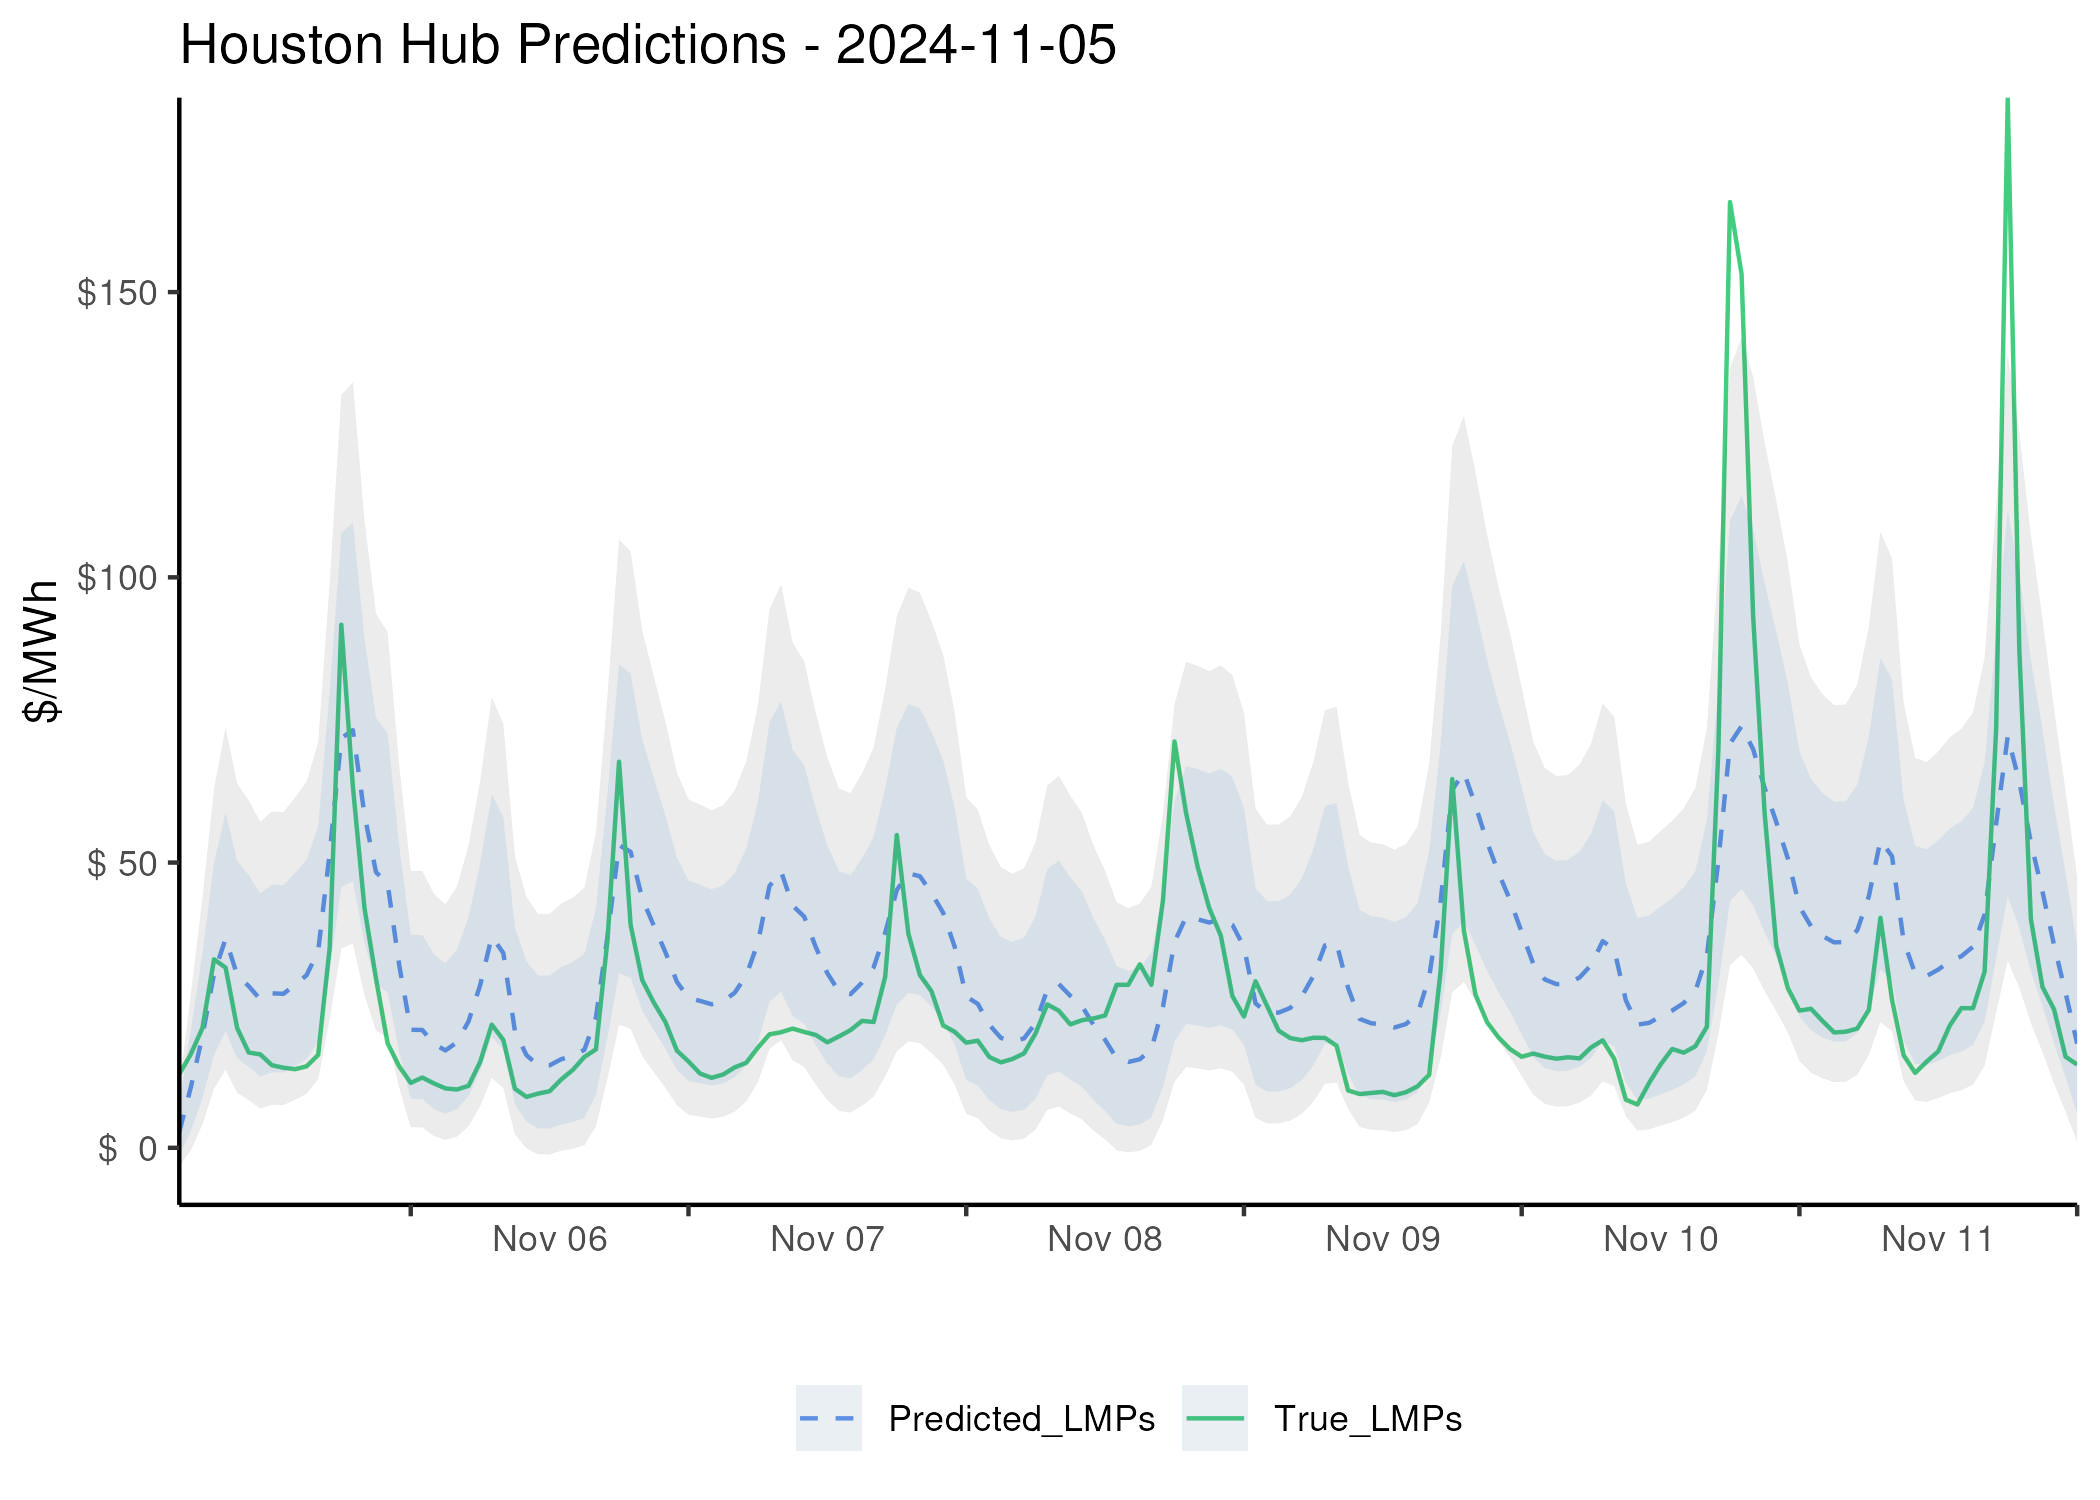 Houston Hub Predictions - 2024-11-05
$/MWh
$150
$100
$ 50
$  0
Nov 06
Nov 07
Nov 08
Nov 09
Nov 10
Nov 11
Predicted_LMPs
True_LMPs